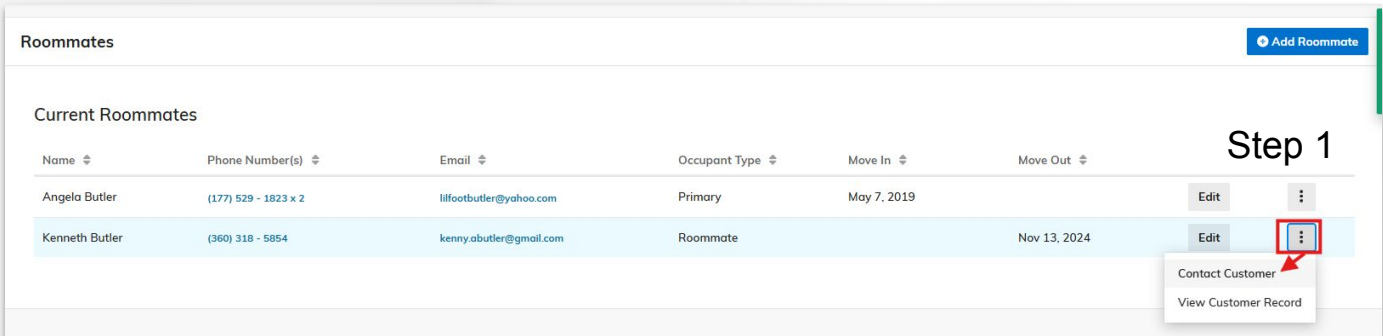 Roommates
Add Roommate
Current Roommates
Step 1
Name Phone Number(s) Email Occupant Type Move In Move Out
Angela Butler (177) 529 - 1823 x 2 lilfootbutler@yahoo.com Primary May 7, 2019 Edit
Kenneth Butler (360) 318 - 5854 kenny.abutler@gmail.com Roommate Nov 13, 2024 Edit
Contact Customer
View Customer Record